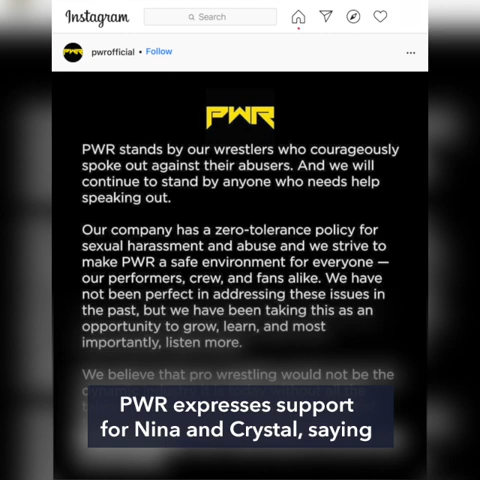 Instagram
Search
PWR pwrofficial • Follow
PWR
PWR stands by our wrestlers who courageously
spoke out against their abusers. And we will
continue to stand by anyone who needs help
speaking out.
Our company has a zero-tolerance policy for
sexual harassment and abuse and we strive to
make PWR a safe environment for everyone —
our performers, crew, and fans alike. We have
not been perfect in addressing these issues in
the past, but we have been taking this as an
opportunity to grow, learn, and most
importantly, listen more.
We believe that pro wrestling would not be the
PWR expresses support
for Nina and Crystal, saying